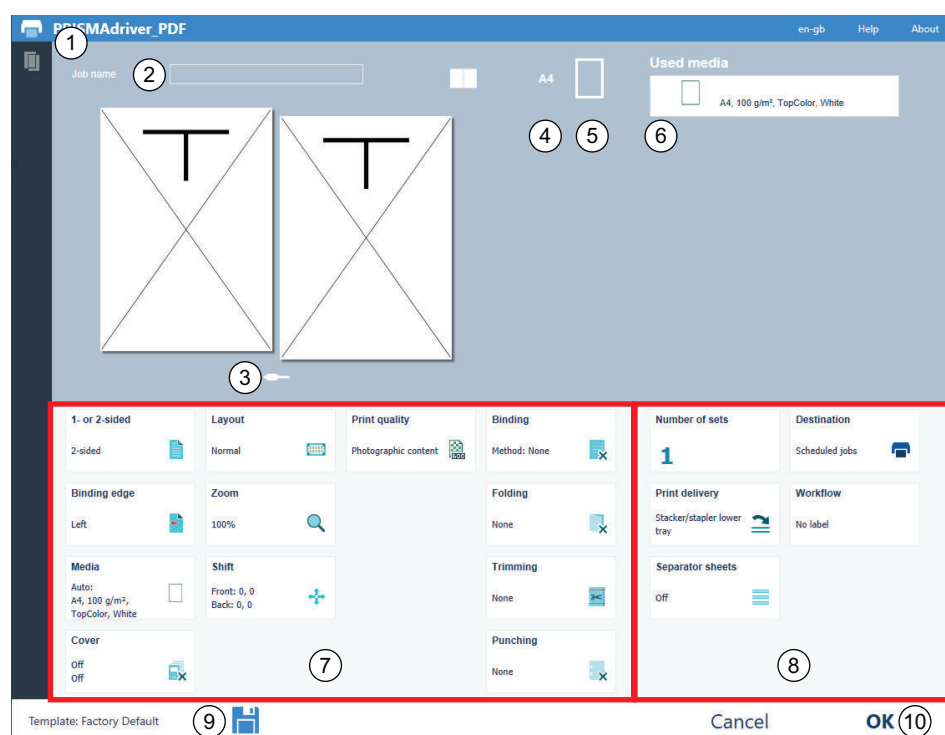 PRISMAdriver_PDF
en-gb Help About
1
Job name 2
A4
Used media
A4, 100 g/m², TopColor, White
4 5 6
T T
3
1- or 2-sided
2-sided
Layout
Normal
Print quality
Photographic content
600
Binding
Method: None
Number of sets
1
Destination
Scheduled jobs
Binding edge
Left
Zoom
100%
Folding
None
Print delivery
Stacker/stapler lower
tray
Workflow
No label
Media
Auto:
A4, 100 g/m²,
TopColor, White
Shift
Front: 0, 0
Back: 0, 0
Trimming
None
Separator sheets
Off
Cover
Off
Off
7
Punching
None
8
Template: Factory Default 9
Cancel OK 10